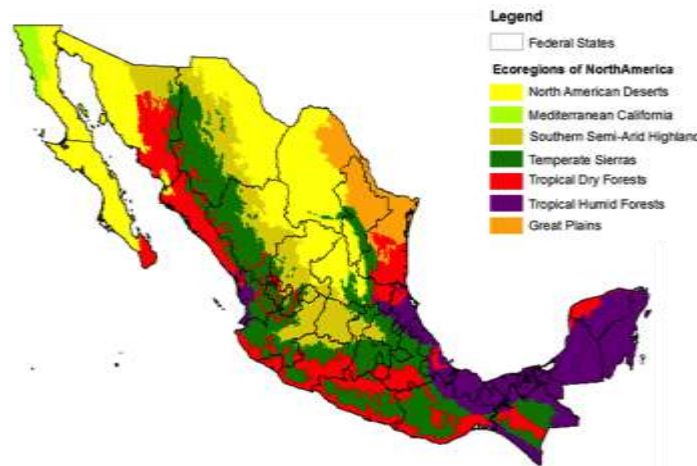 Legend
Federal States
Ecoregions of NorthAmerica
North American Deserts
Mediterranean California
Southern Semi-Arid Highland
Temperate Sierras
Tropical Dry Forests
Tropical Humid Forests
Great Plains